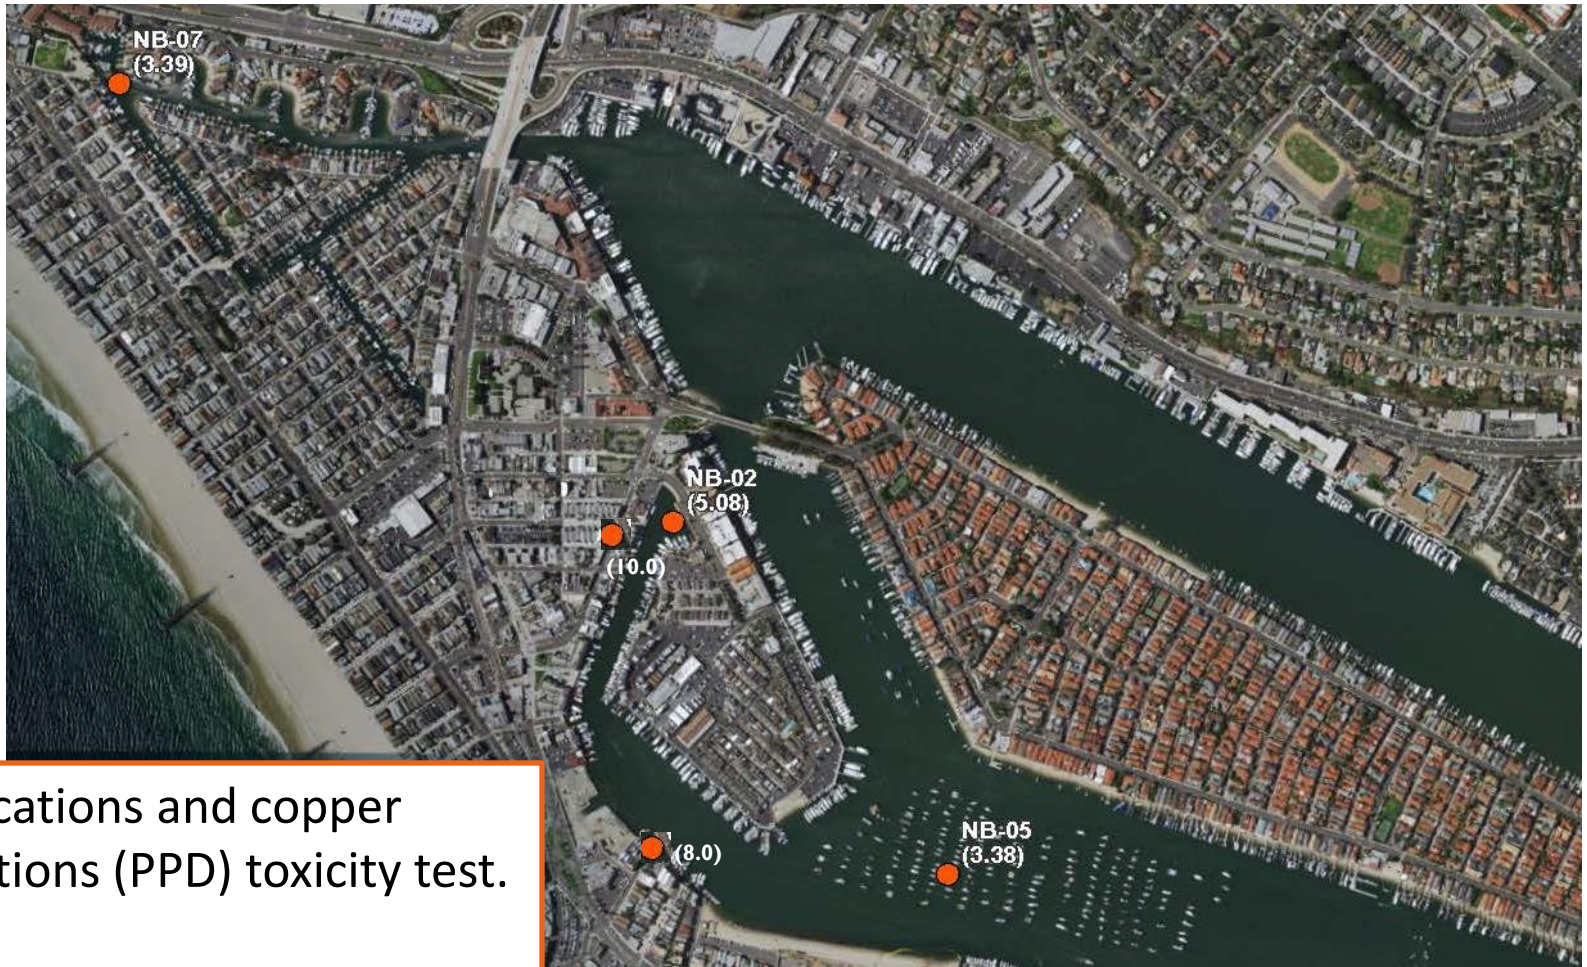 NB-07
(3.39)
NB-02
(5.08)
(10.0)
NB-05
(3.38)
(8.0)
cations and copper
tions (PPD) toxicity test.